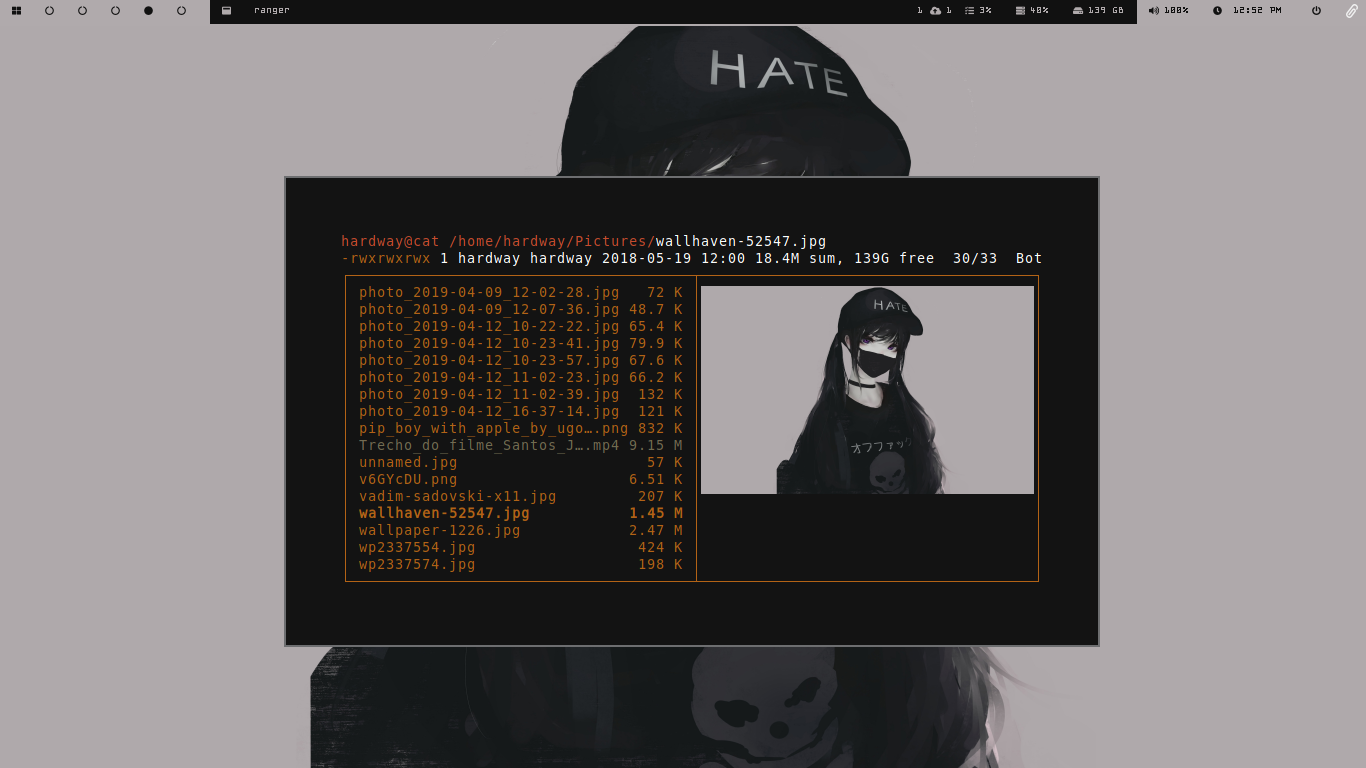 ranger
1 1 3% 40% 139 GB 100% 12:52 PM
HATE
hardway@cat /home/hardway/Pictures/wallhaven-52547.jpg
-rwxrwxrwx 1 hardway hardway 2018-05-19 12:00 18.4M sum, 139G free 30/33 Bot
photo_2019-04-09_12-02-28.jpg 72 K
photo_2019-04-09_12-07-36.jpg 48.7 K
photo_2019-04-12_10-22-22.jpg 65.4 K
photo_2019-04-12_10-23-41.jpg 79.9 K
photo_2019-04-12_10-23-57.jpg 67.6 K
photo_2019-04-12_11-02-23.jpg 66.2 K
photo_2019-04-12_11-02-39.jpg 132 K
photo_2019-04-12_16-37-14.jpg 121 K
pip_boy_with_apple_by_ugo….png 832 K
Trecho_do_filme_Santos_J….mp4 9.15 M
unnamed.jpg 57 K
v6GYcDU.png 6.51 K
vadim-sadovski-x11.jpg 207 K
wallhaven-52547.jpg 1.45 M
wallpaper-1226.jpg 2.47 M
wp2337554.jpg 424 K
wp2337574.jpg 198 K
HATE
オフファック